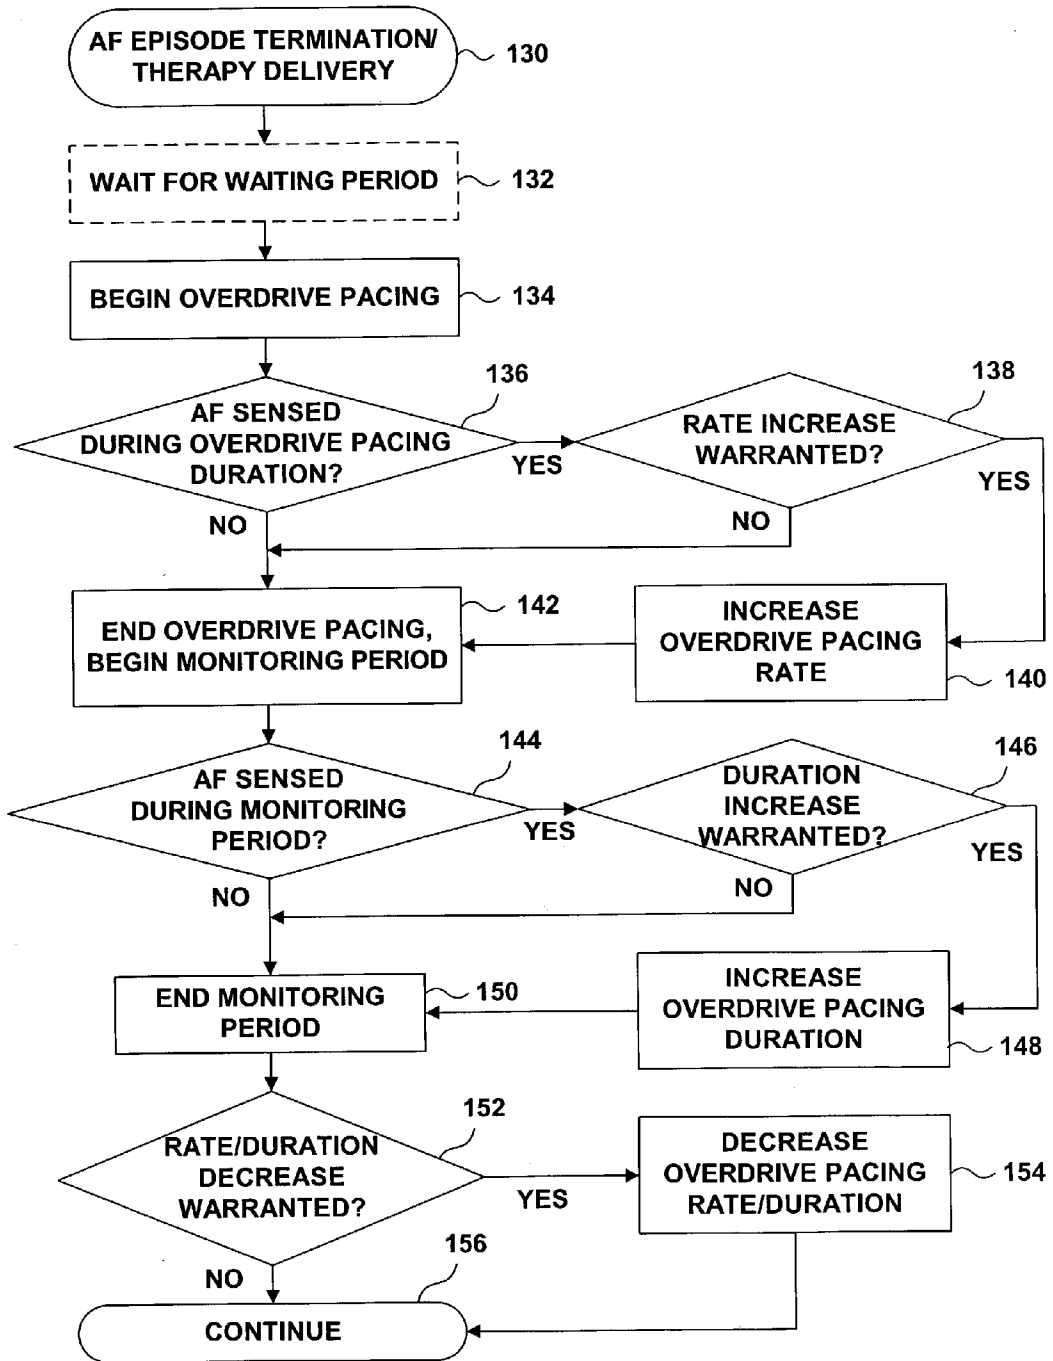 AF EPISODE TERMINATION/
THERAPY DELIVERY
130
WAIT FOR WAITING PERIOD
132
BEGIN OVERDRIVE PACING
134
136
AF SENSED
DURING OVERDRIVE PACING
DURATION?
YES
NO
138
RATE INCREASE
WARRANTED?
YES
NO
142
END OVERDRIVE PACING,
BEGIN MONITORING PERIOD
INCREASE
OVERDRIVE PACING
RATE
140
144
AF SENSED
DURING MONITORING
PERIOD?
YES
NO
146
DURATION
INCREASE
WARRANTED?
YES
NO
END MONITORING
PERIOD
150
INCREASE
OVERDRIVE PACING
DURATION
148
152
RATE/DURATION
DECREASE
WARRANTED?
YES
NO
DECREASE
OVERDRIVE PACING
RATE/DURATION
154
156
CONTINUE